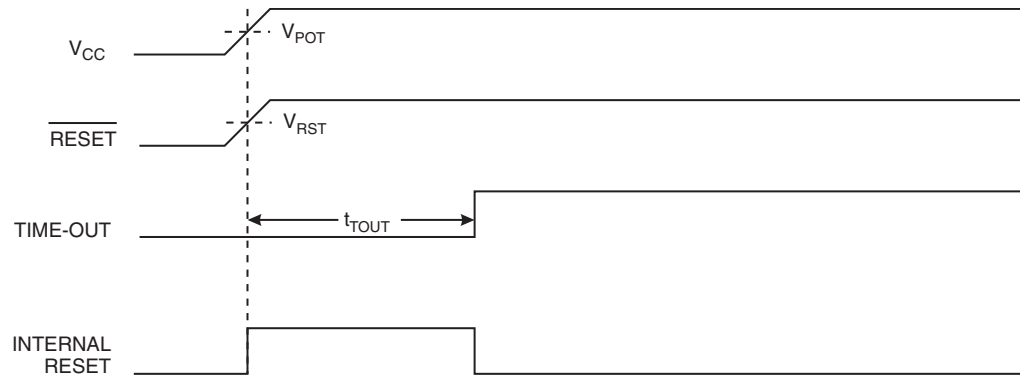 V_CC
V_POT
RESET
V_RST
TIME-OUT
t_TOUT
INTERNAL
RESET